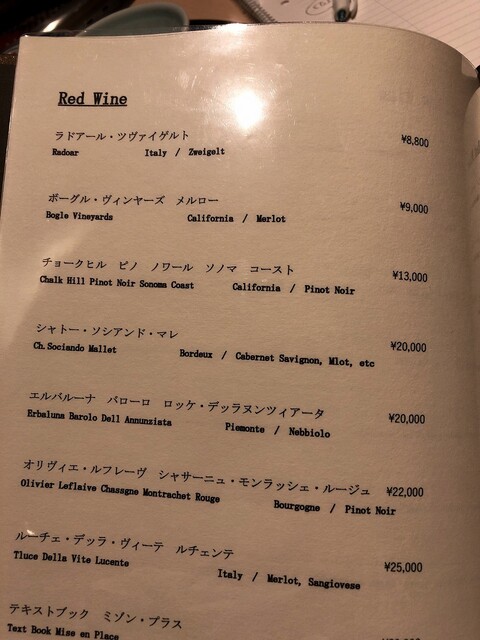 Red Wine
ラドアール・ツヴァイゲルト ¥8,800
Radoar Italy / Zweigelt
ボーグル・ヴィンヤーズ メルロー ¥9,000
Bogle Vineyards California / Merlot
チョークヒル ピノ ノワール ソノマ コースト ¥13,000
Chalk Hill Pinot Noir Sonoma Coast California / Pinot Noir
シャトー・ソシアンド・マレ ¥20,000
Ch.Sociando Mallet Bordeux / Cabernet Savignon, Mlot, etc
エルバルーナ バローロ ロッケ・デッラヌンツィアータ ¥20,000
Erbaluna Barolo Dell Annunziata Piemonte / Nebbiolo
オリヴィエ・ルフレーヴ シャサーニュ・モンラッシェ・ルージュ ¥22,000
Olivier Leflaive Chassgne Montrachet Rouge Bourgogne / Pinot Noir
ルーチェ・デッラ・ヴィーテ ルチェンテ ¥25,000
Tluce Della Vite Lucente Italy / Merlot, Sangiovese
テキストブック ミゾン・プラス
Text Book Mise en Place